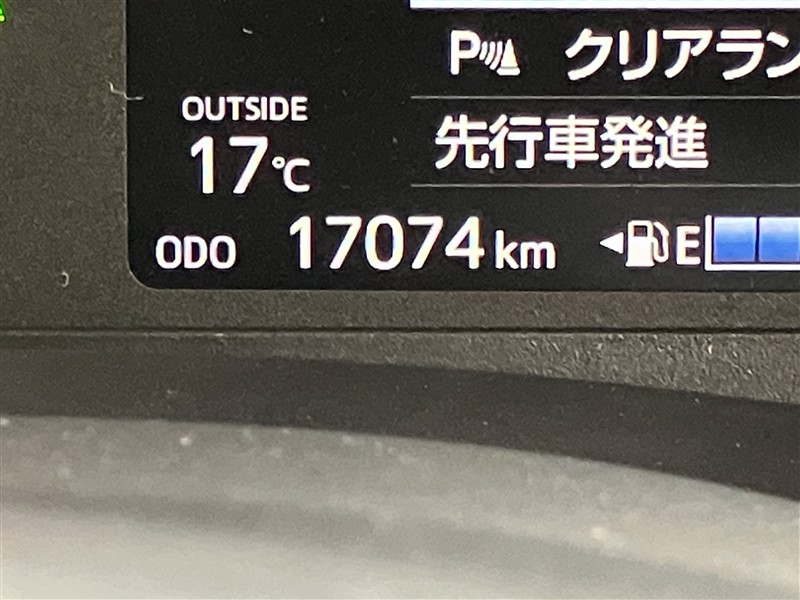 P クリアラン
OUTSIDE
17℃
先行車発進
ODO 17074 km
E